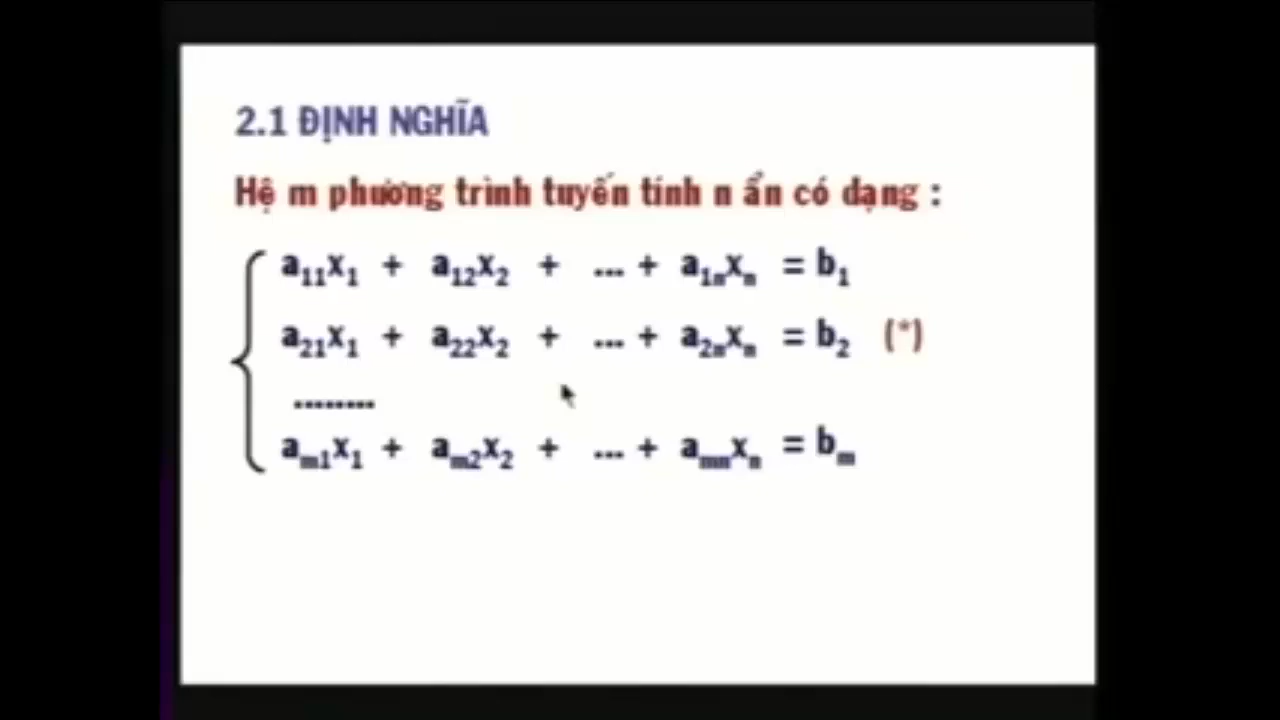 2.1 ĐỊNH NGHĨA
Hệ m phương trình tuyến tính n ẩn có dạng :
a₁₁x₁ + a₁₂x₂ + ... + a₁ₙxₙ = b₁
a₂₁x₁ + a₂₂x₂ + ... + a₂ₙxₙ = b₂ (*)
.........
aₘ₁x₁ + aₘ₂x₂ + ... + aₘₙxₙ = bₘ